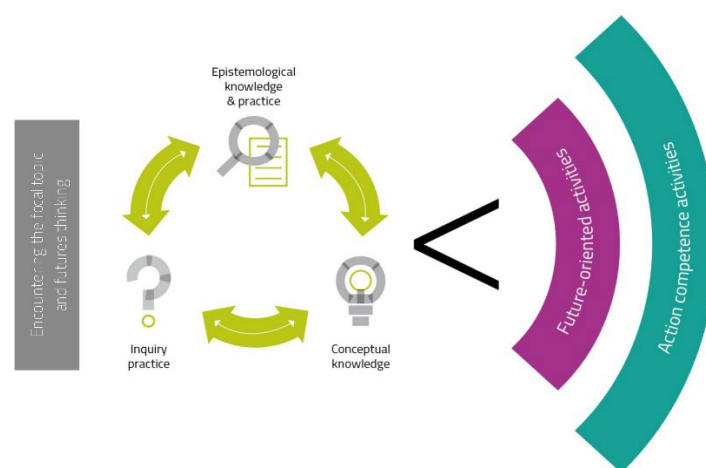 Encountering the focal topic
and futures thinking
Epistemological
knowledge
& practice
Inquiry
practice
Conceptual
knowledge
Future-oriented activities
Action competence activities